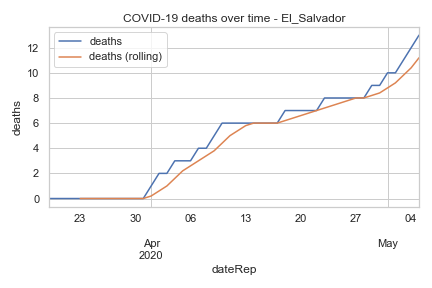 COVID-19 deaths over time - El_Salvador
deaths
deaths (rolling)
deaths
12
10
8
6
4
2
0
23 30 06 13 20 27 04
Apr May
2020
dateRep